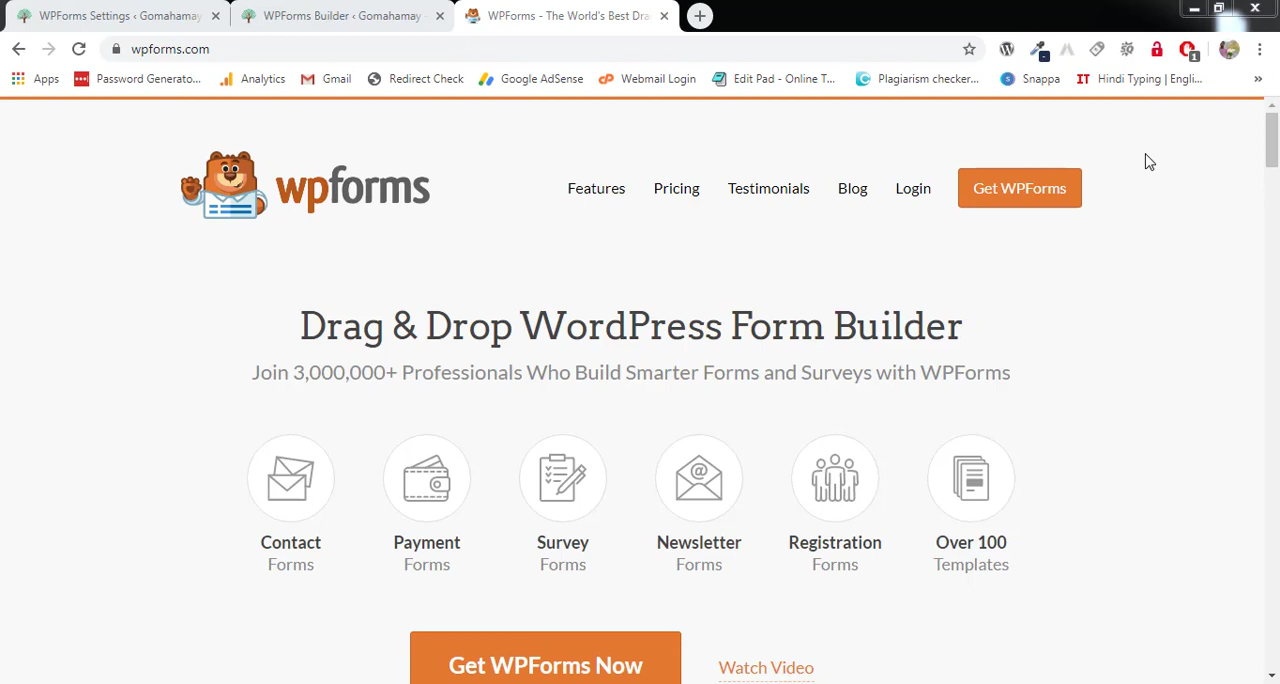 WPForms Settings ‹ Gomahamay
WPForms Builder ‹ Gomahamay -
WPForms - The World's Best Dra
wpforms.com
1
Apps
Password Generato...
Analytics
Gmail
Redirect Check
Google AdSense
Webmail Login
Edit Pad - Online T...
Plagiarism checker...
Snappa
Hindi Typing | Engli...
wpforms
Features
Pricing
Testimonials
Blog
Login
Get WPForms
Drag & Drop WordPress Form Builder
Join 3,000,000+ Professionals Who Build Smarter Forms and Surveys with WPForms
Contact
Forms
Payment
Forms
Survey
Forms
Newsletter
Forms
Registration
Forms
Over 100
Templates
Get WPForms Now
Watch Video